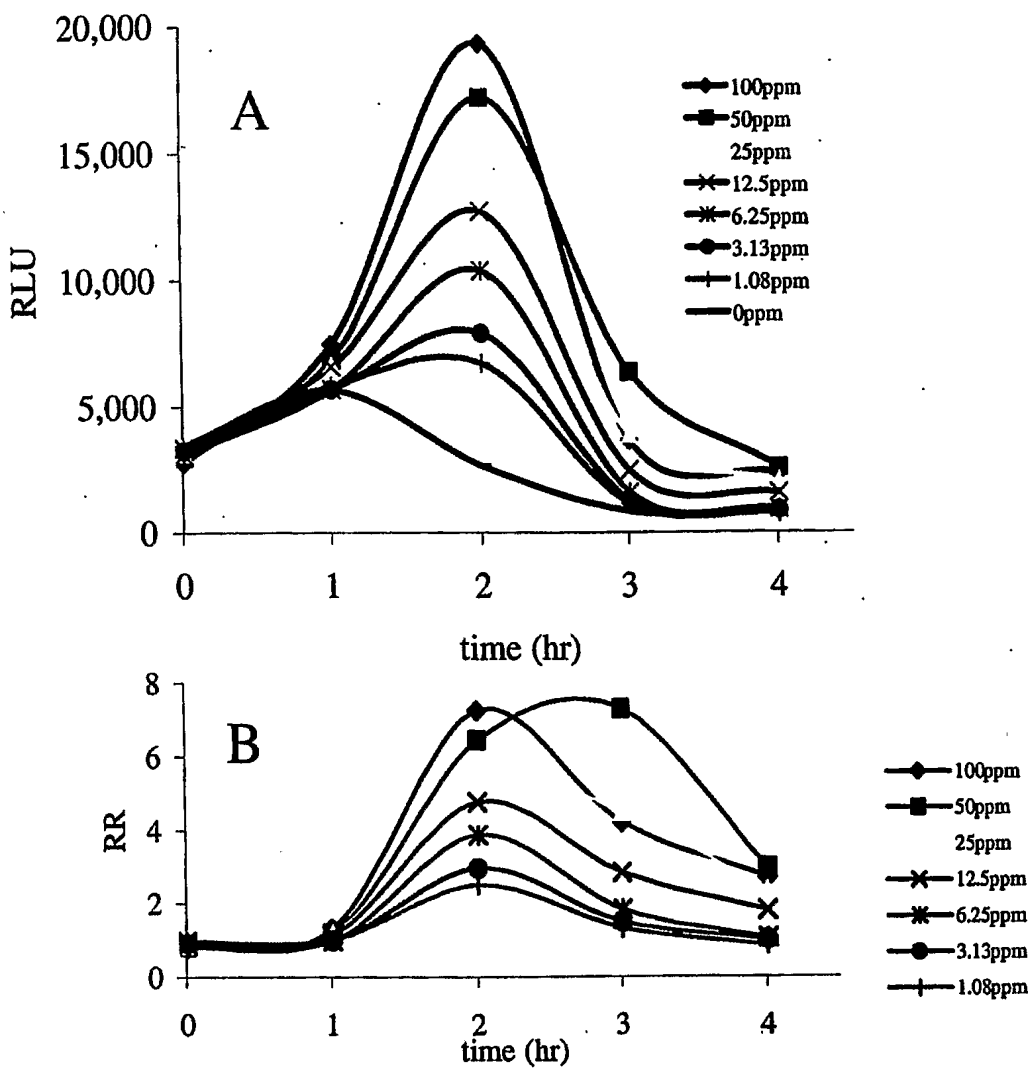 20,000
15,000
10,000
5,000
0
RLU
A
100ppm
50ppm
25ppm
12.5ppm
6.25ppm
3.13ppm
1.08ppm
0ppm
0 1 2 3 4
time (hr)
8
6
4
2
0
RR
B
100ppm
50ppm
25ppm
12.5ppm
6.25ppm
3.13ppm
1.08ppm
0 1 2 3 4
time (hr)